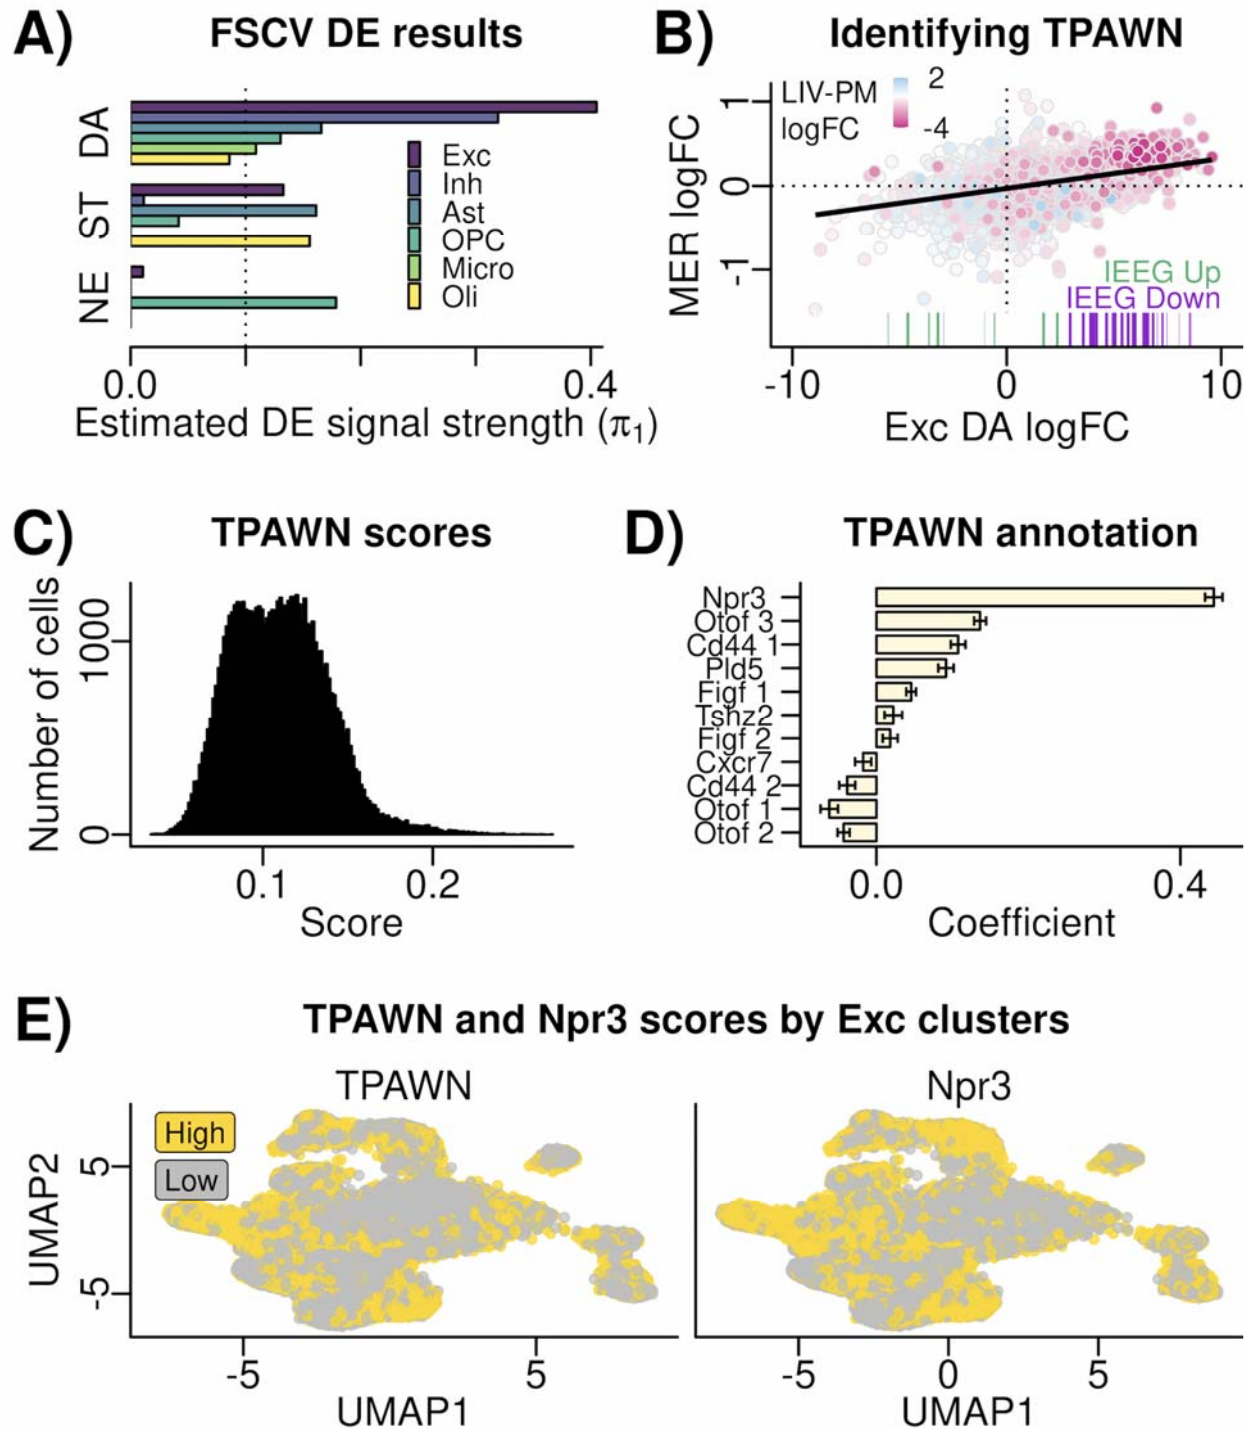 A)
FSCV DE results
DA
ST
NE
Exc
Inh
Ast
OPC
Micro
Oli
0.0
0.4
Estimated DE signal strength (π1)
B)
Identifying TPAWN
LIV-PM
logFC
2
-4
MER logFC
1
0
-1
IEEG Up
IEEG Down
-10
0
10
Exc DA logFC
C)
TPAWN scores
Number of cells
1000
0
0.1
0.2
Score
D)
TPAWN annotation
Npr3
Otof 3
Cd44 1
Pld5
Figf 1
Tshz2
Figf 2
Cxcr7
Cd44 2
Otof 1
Otof 2
0.0
0.4
Coefficient
E)
TPAWN and Npr3 scores by Exc clusters
TPAWN
High
Low
UMAP2
5
-5
-5
5
UMAP1
Npr3
-5
0
5
UMAP1